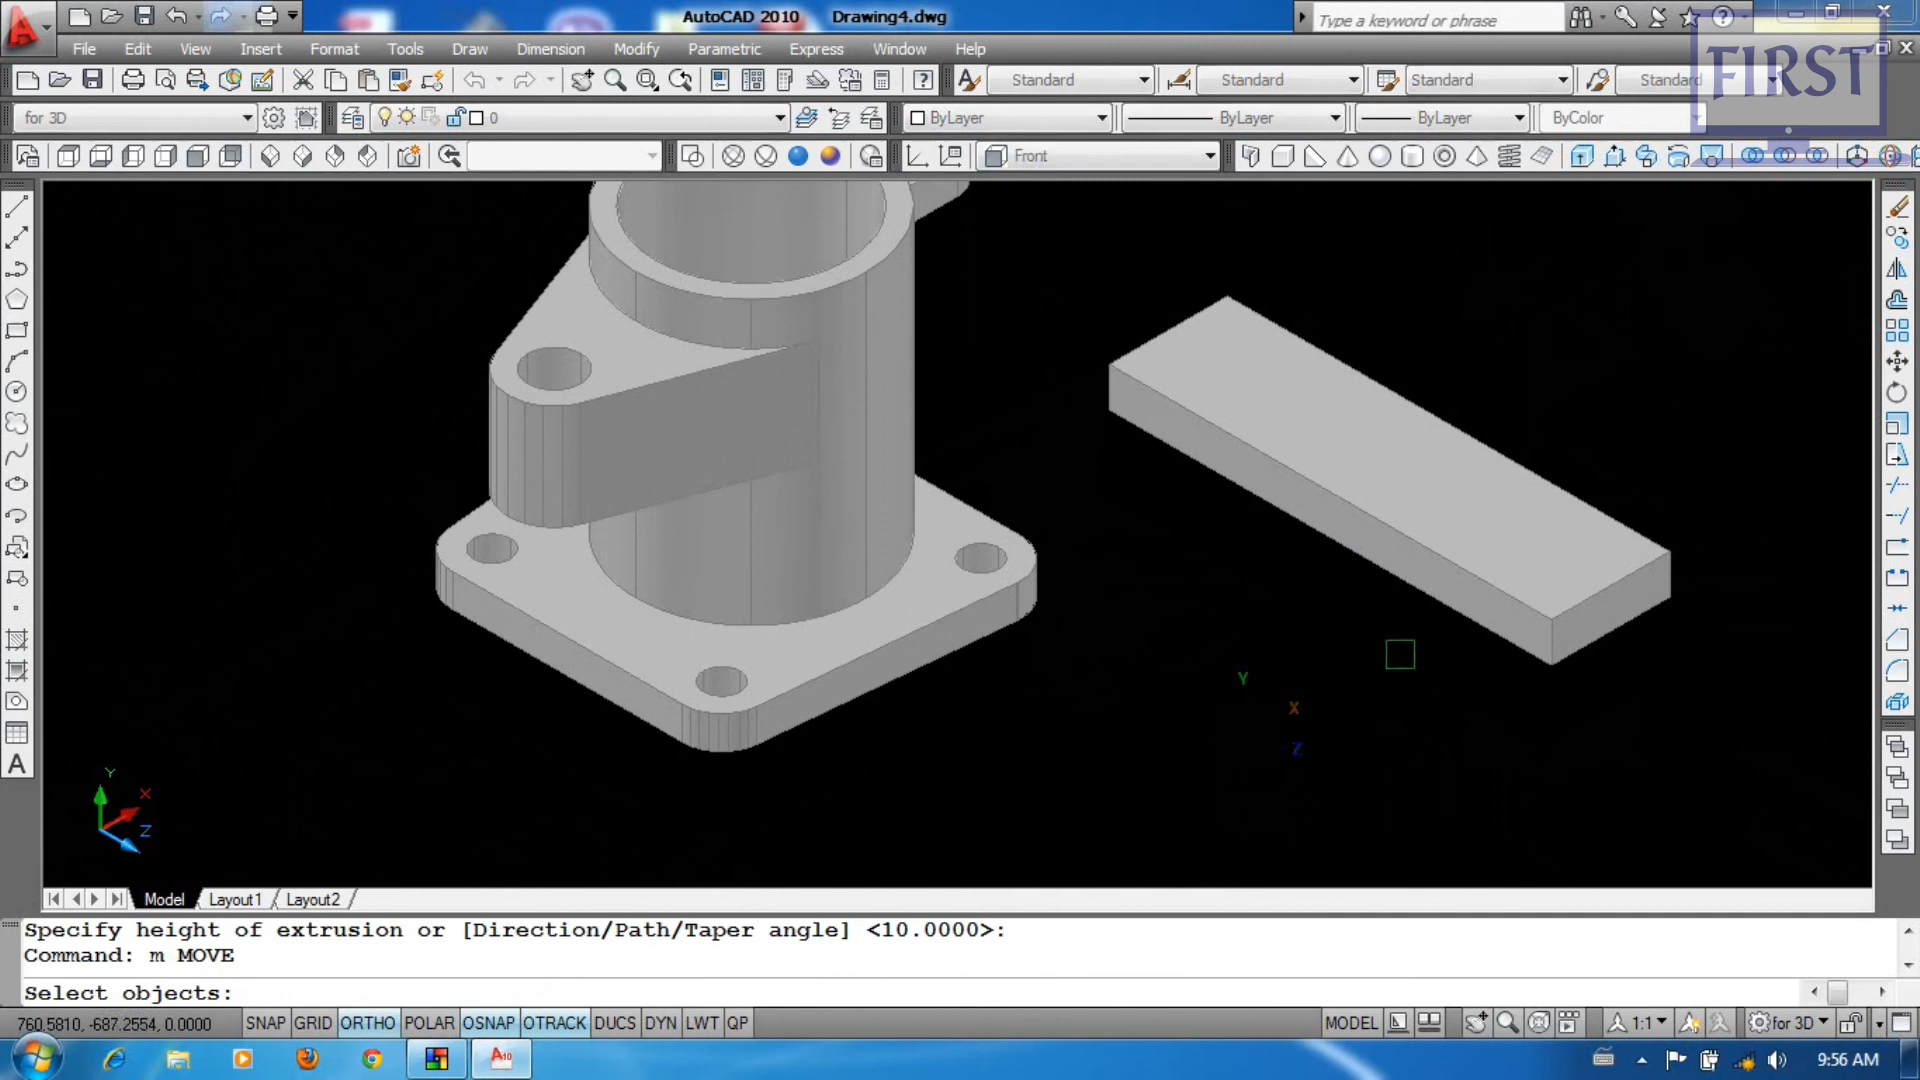 AutoCAD 2010 Drawing4.dwg
Type a keyword or phrase
File Edit View Insert Format Tools Draw Dimension Modify Parametric Express Window Help
Standard Standard Standard Standard
FIRST
for 3D 0 ByLayer ByLayer ByLayer ByColor
Front
Y
X
Z
Y
X
Z
Model Layout1 Layout2
Specify height of extrusion or [Direction/Path/Taper angle] <10.0000>:
Command: m MOVE
Select objects:
760.5810, -687.2554, 0.0000 SNAP GRID ORTHO POLAR OSNAP OTRACK DUCS DYN LWT QP MODEL 1:1 for 3D
9:56 AM